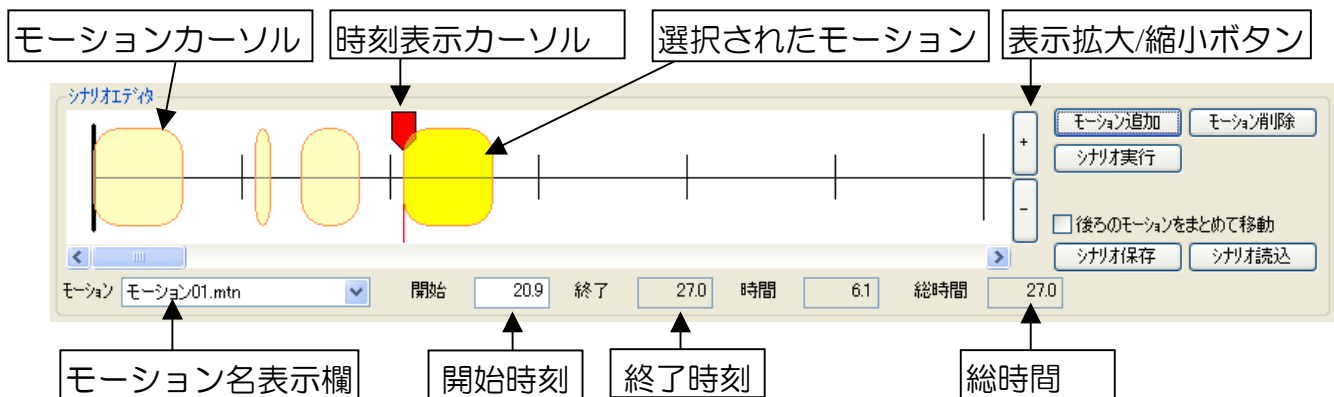 モーションカーソル
時刻表示カーソル
選択されたモーション
表示拡大/縮小ボタン
シナリオエディタ
モーション追加
モーション削除
+
シナリオ実行
-
後ろのモーションをまとめて移動
シナリオ保存
シナリオ読込
モーション モーション01.mtn 開始 20.9 終了 27.0 時間 6.1 総時間 27.0
モーション名表示欄
開始時刻
終了時刻
総時間